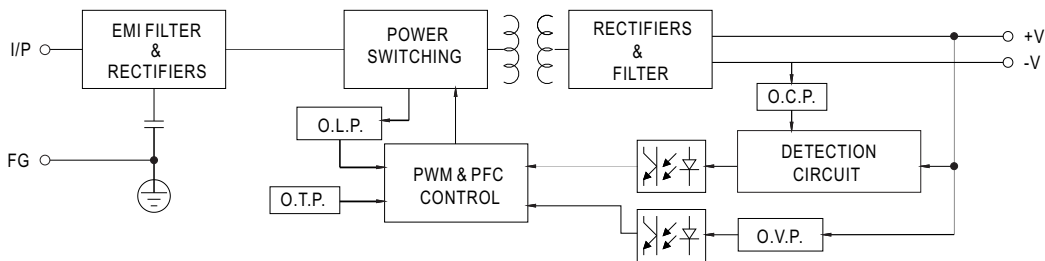 I/P
EMI FILTER
&
RECTIFIERS
POWER
SWITCHING
RECTIFIERS
&
FILTER
+V
-V
O.C.P.
O.L.P.
FG
PWM & PFC
CONTROL
DETECTION
CIRCUIT
O.T.P.
O.V.P.